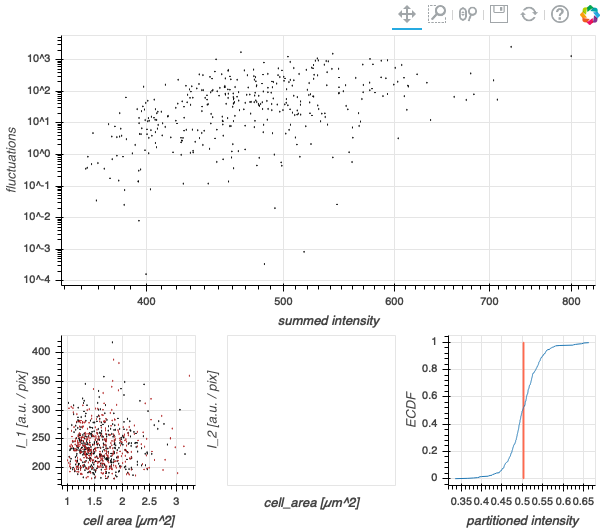 10^3
10^2
10^1
10^0
10^-1
10^-2
10^-3
10^-4
fluctuations
400 500 600 700 800
summed intensity
400
350
300
250
200
I_1 [a.u. / pix]
1 1.5 2 2.5 3
cell area [μm^2]
I_2 [a.u. / pix]
cell_area [μm^2]
1
0.8
0.6
0.4
0.2
0
ECDF
0.35 0.4 0.45 0.5 0.55 0.6 0.65
partitioned intensity